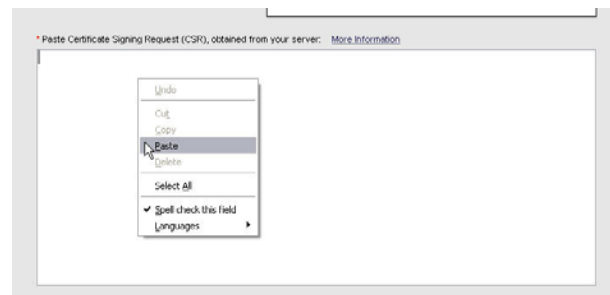 * Paste Certificate Signing Request (CSR), obtained from your server: More Information
Undo
Cut
Copy
Paste
Delete
Select All
✔ Spell check this field
Languages